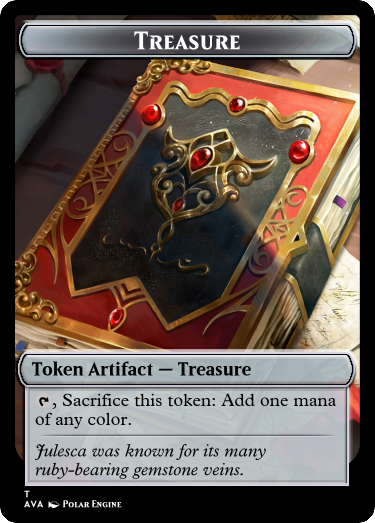 TREASURE
Token Artifact — Treasure
, Sacrifice this token: Add one mana
of any color.
Julesca was known for its many
ruby-bearing gemstone veins.
T
AVA POLAR ENGINE